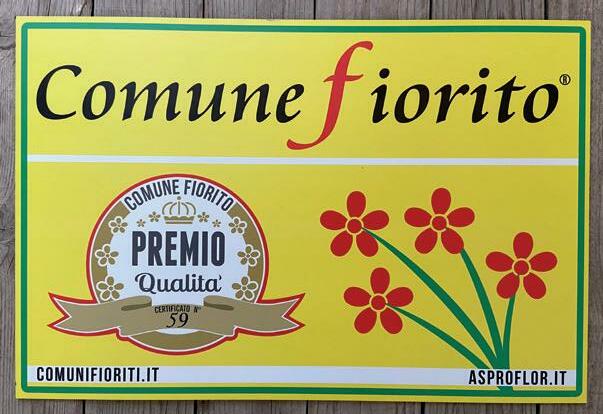 Comune fiorito®
COMUNE FIORITO
PREMIO
Qualita'
CERTIFICATO N°
59
COMUNIFIORITI.IT
ASPROFLOR.IT